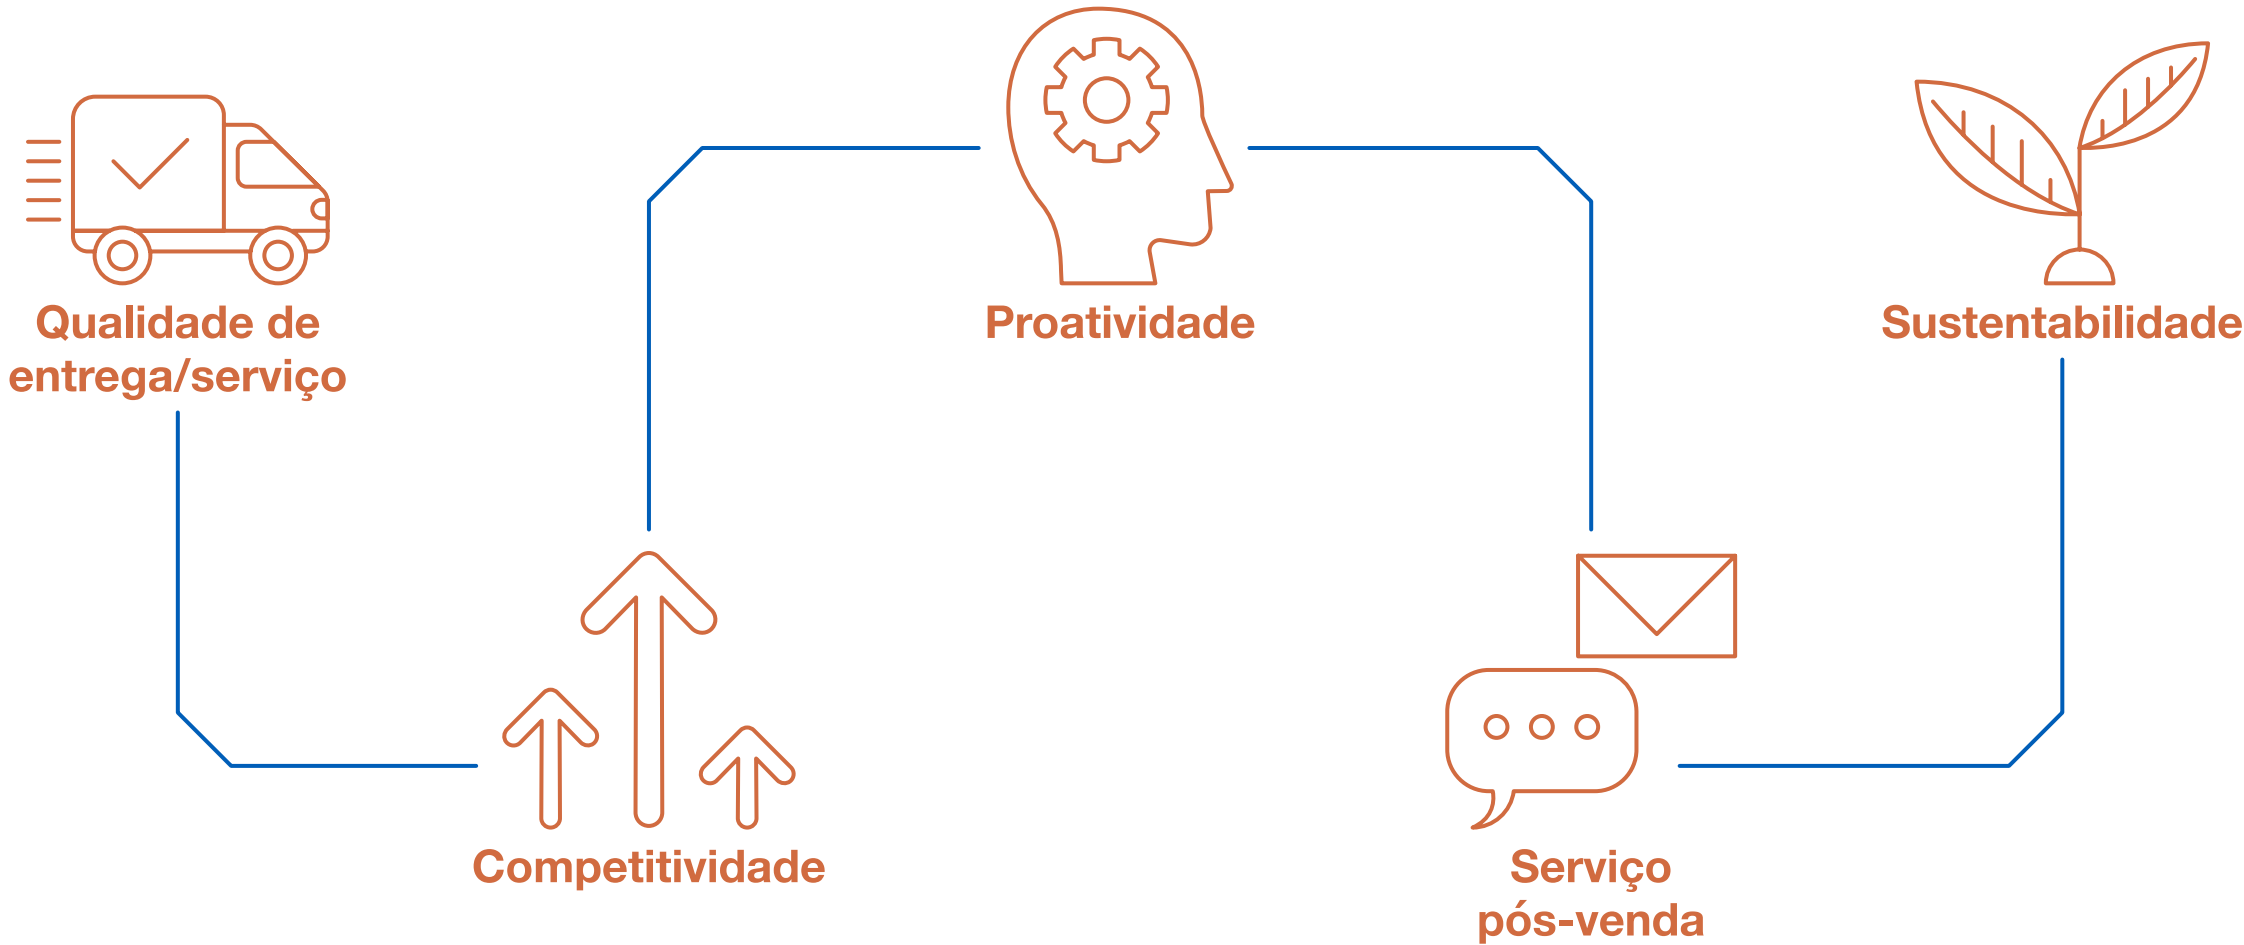 Qualidade de
entrega/serviço
Competitividade
Proatividade
Serviço
pós-venda
Sustentabilidade